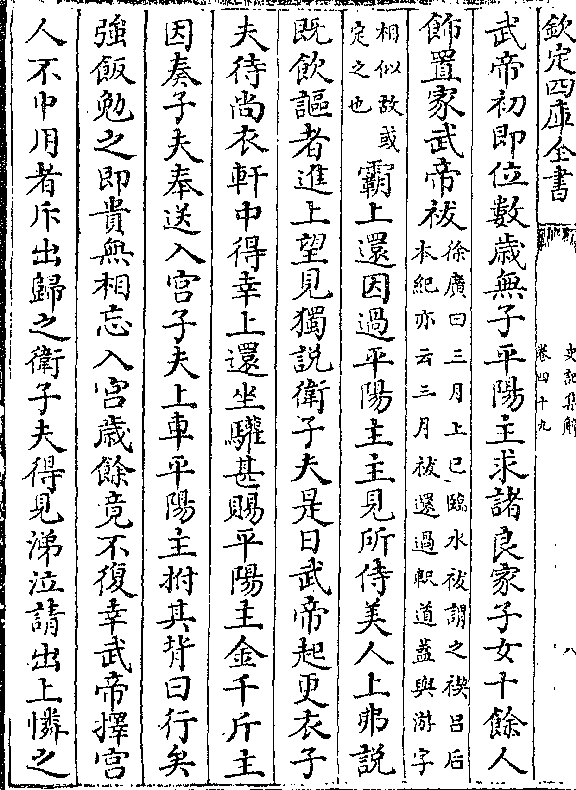 欽定四庫全書
史記集解
卷四十九
八
武帝初即位數歲無子平陽主求諸良家子女十餘人
飾置家武帝祓徐廣曰三月上巳臨水祓謂之禊呂后
本紀亦云三月祓還過軹道蓋與游字
相似故或
定之也
霸上還因過平陽主主見所侍美人上弗説
既飲謳者進上望見獨説衛子夫是日武帝起更衣子
夫待尚衣軒中得幸上還坐驩甚賜平陽主金千斤主
因奏子夫奉送入宫子夫上車平陽主拊其背曰行矣
強飯勉之即貴無相忘入宫歲餘竟不復幸武帝擇宫
人不中用者斥出歸之衛子夫得見涕泣請出上憐之